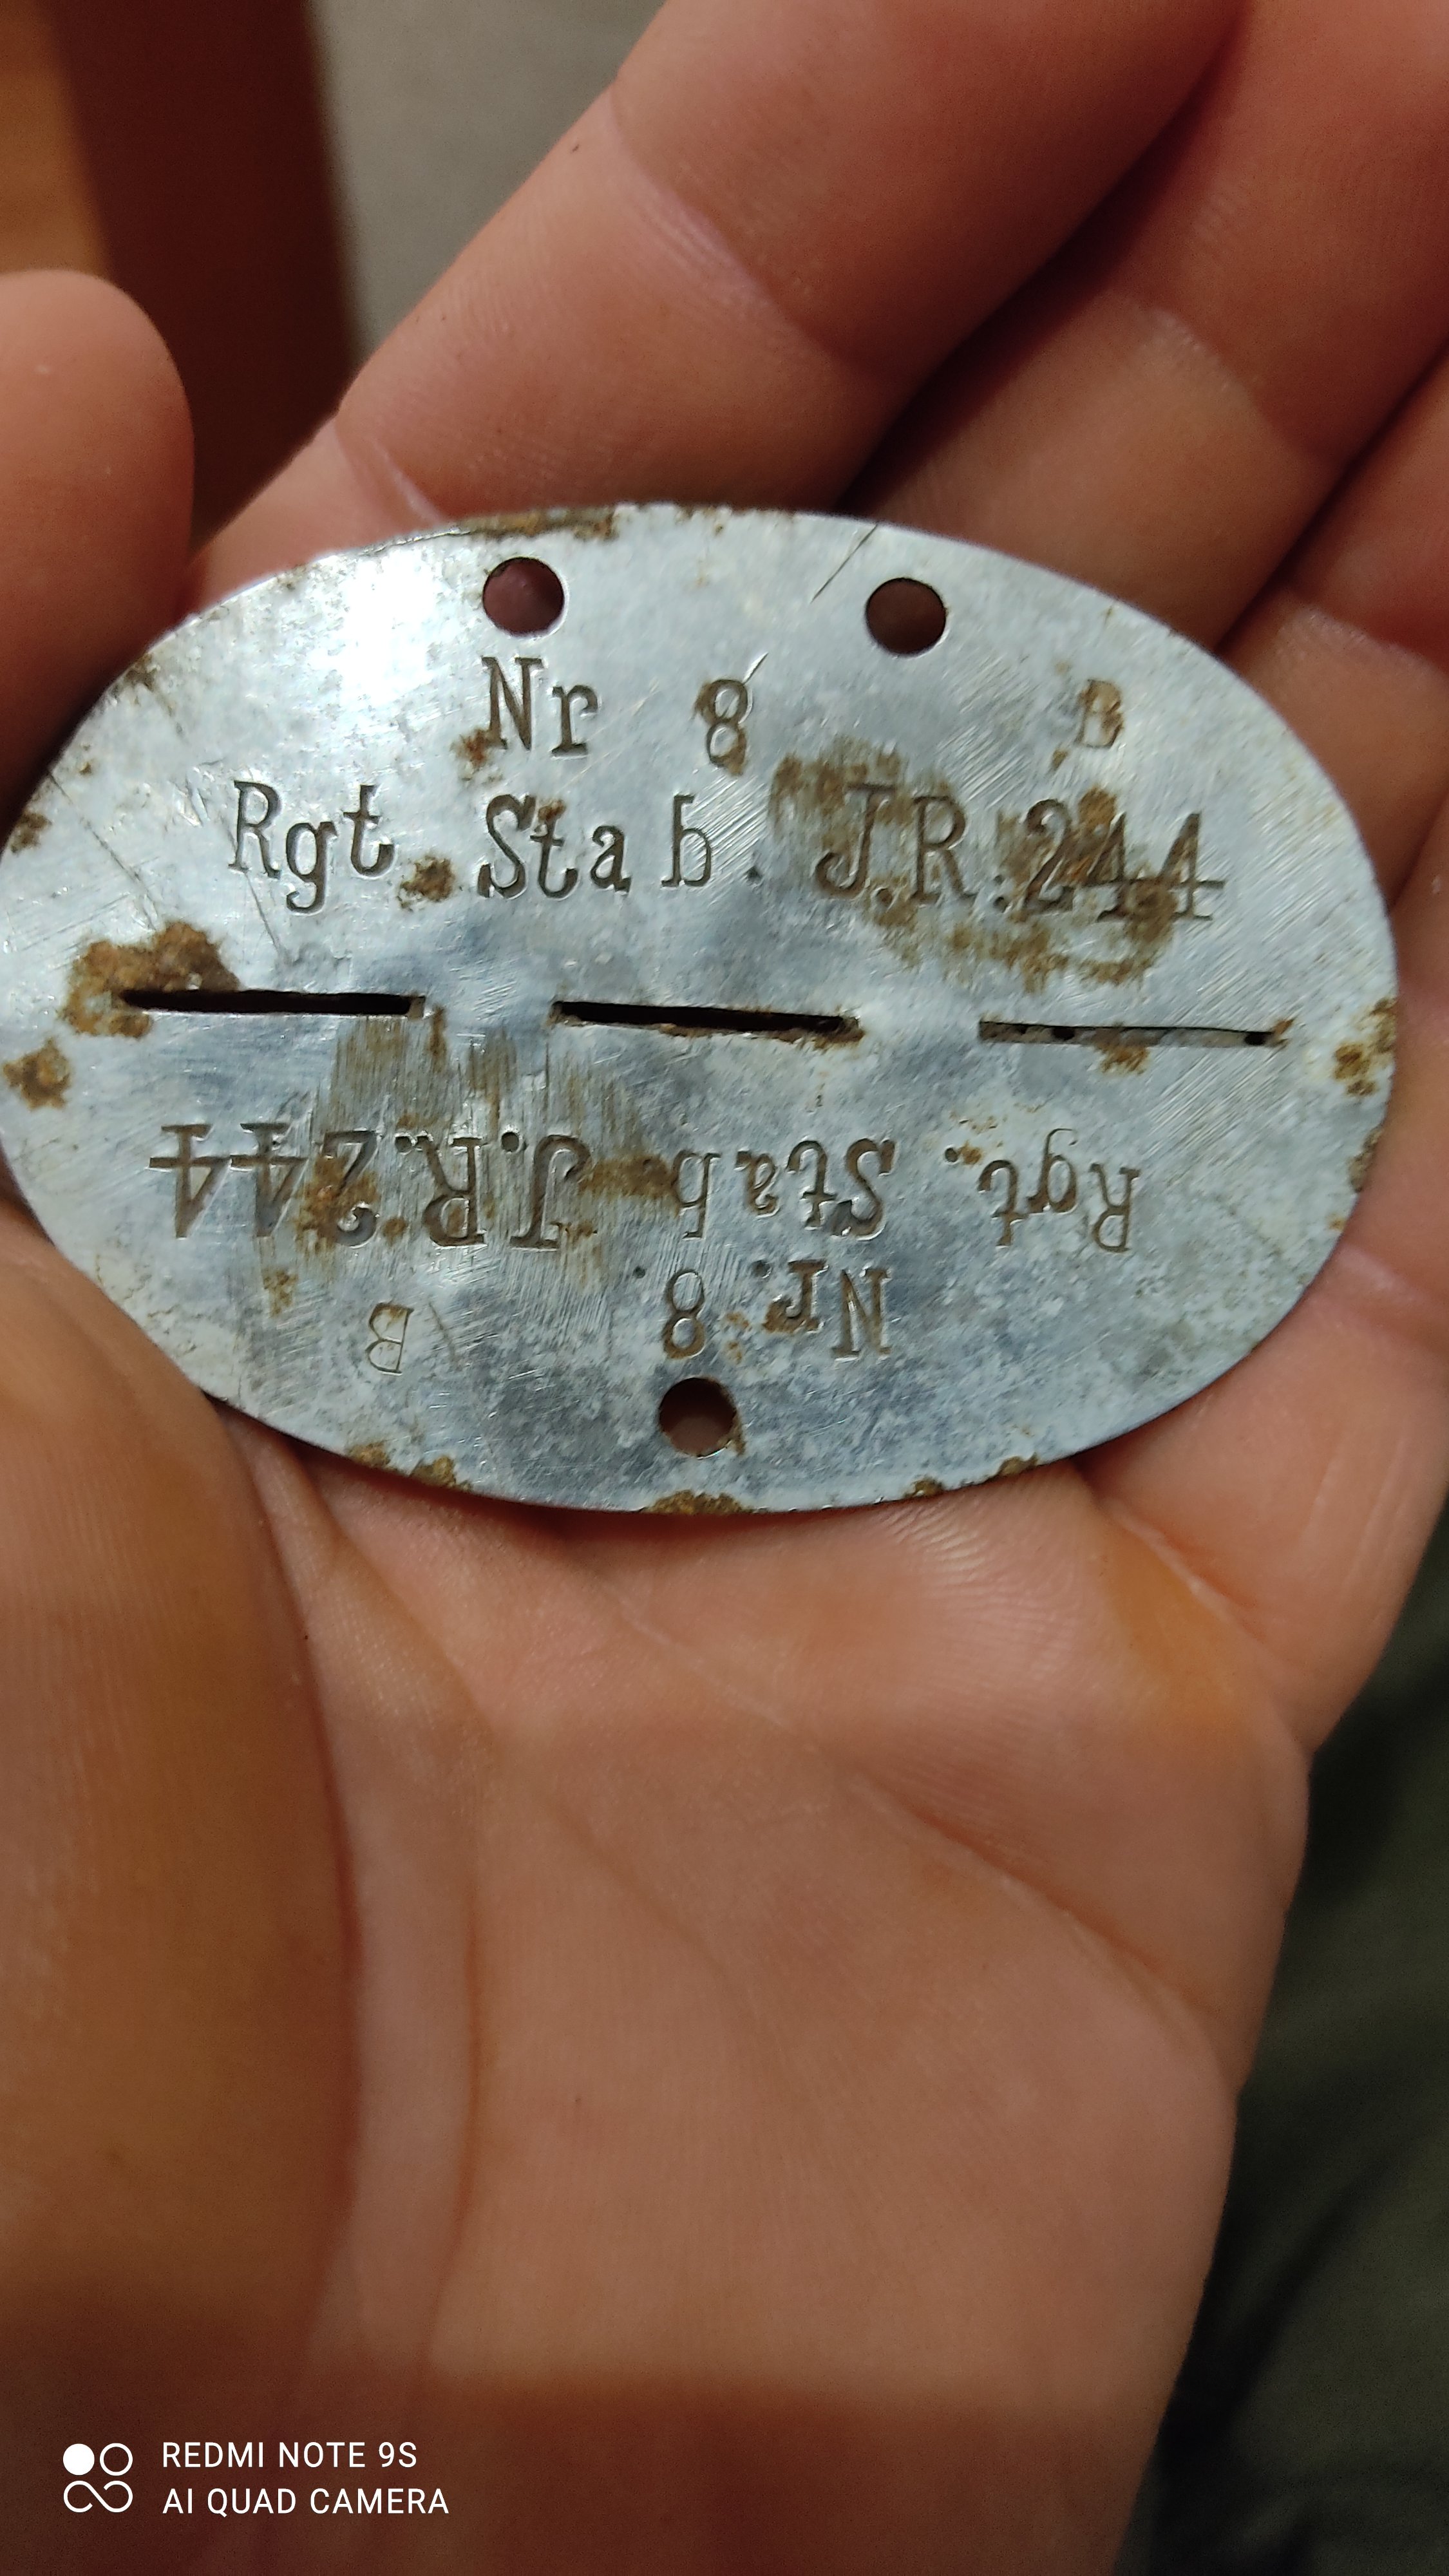 Nr 8 B
Rgt. Stab. J.R.244
Rgt. Stab J.R.244
Nr. 8. B
REDMI NOTE 9S
AI QUAD CAMERA